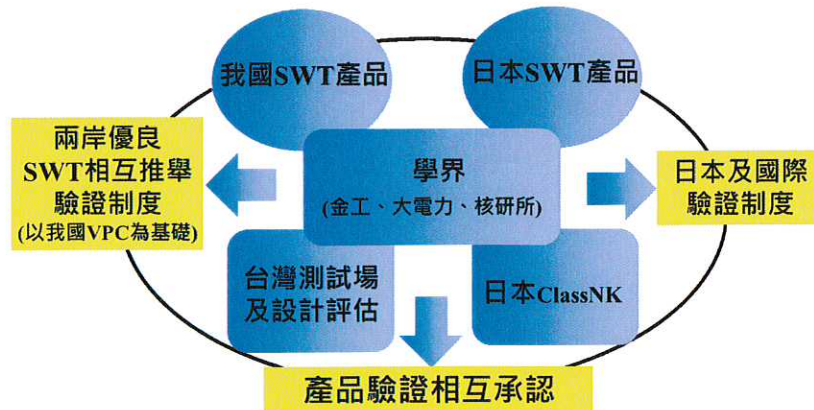 我國SWT產品
日本SWT產品
兩岸優良
SWT相互推舉
驗證制度
(以我國VPC為基礎)
學界
(金工、大電力、核研所)
日本及國際
驗證制度
台灣測試場
及設計評估
日本ClassNK
產品驗證相互承認